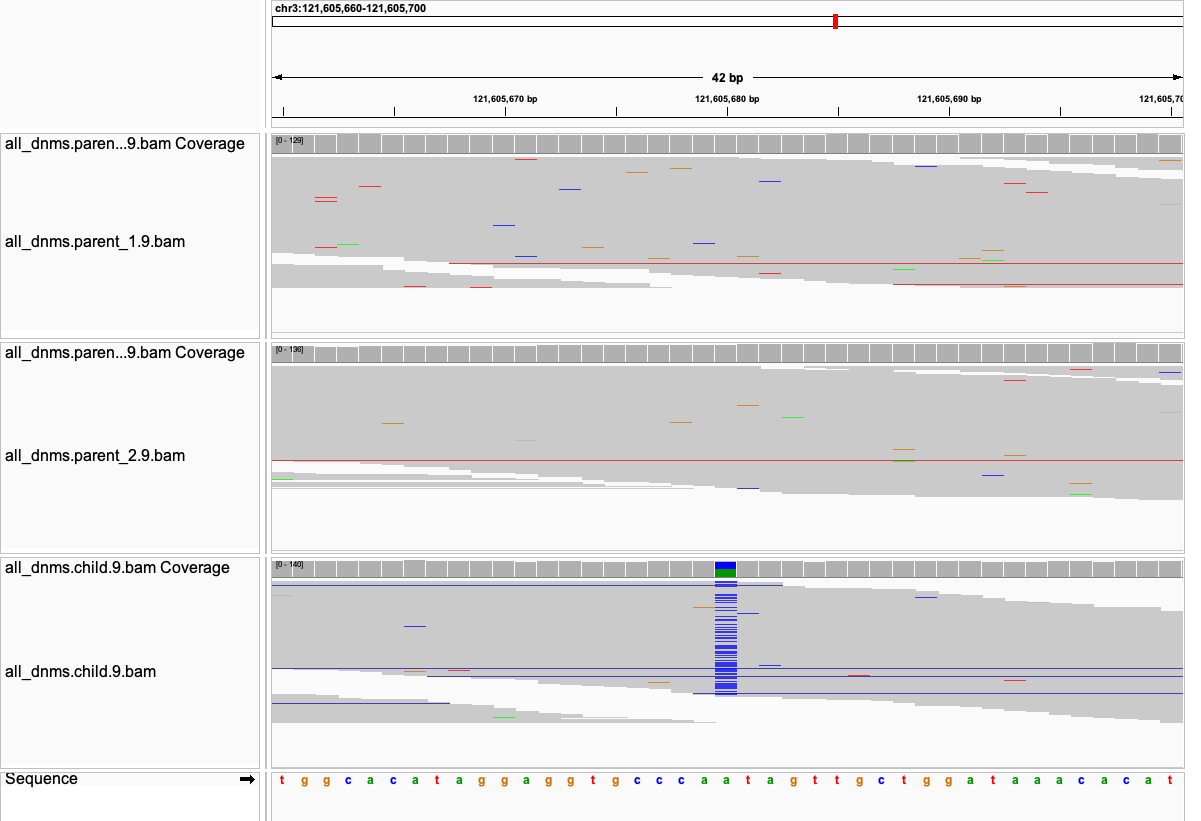 chr3:121,605,660-121,605,700
42 bp
121,605,670 bp 121,605,680 bp 121,605,690 bp 121,605,70
all_dnms.paren...9.bam Coverage
[0 - 129]
all_dnms.parent_1.9.bam
all_dnms.paren...9.bam Coverage
[0 - 136]
all_dnms.parent_2.9.bam
all_dnms.child.9.bam Coverage
[0 - 140]
all_dnms.child.9.bam
Sequence
t g g c a c a t a g g a g g t g c c c a a t a g t t g c t g g a t a a a c a c a t